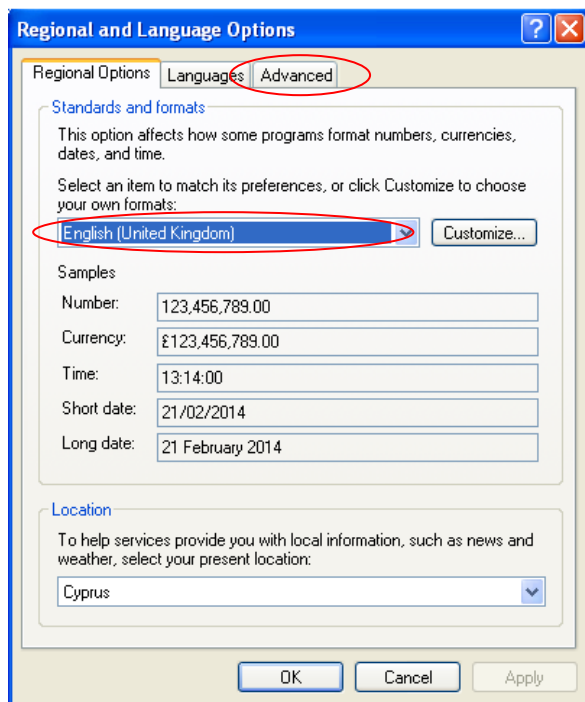 Regional and Language Options
Regional Options Languages Advanced
Standards and formats
This option affects how some programs format numbers, currencies,
dates, and time.
Select an item to match its preferences, or click Customize to choose
your own formats:
English (United Kingdom) Customize...
Samples
Number: 123,456,789.00
Currency: £123,456,789.00
Time: 13:14:00
Short date: 21/02/2014
Long date: 21 February 2014
Location
To help services provide you with local information, such as news and
weather, select your present location:
Cyprus
OK Cancel Apply